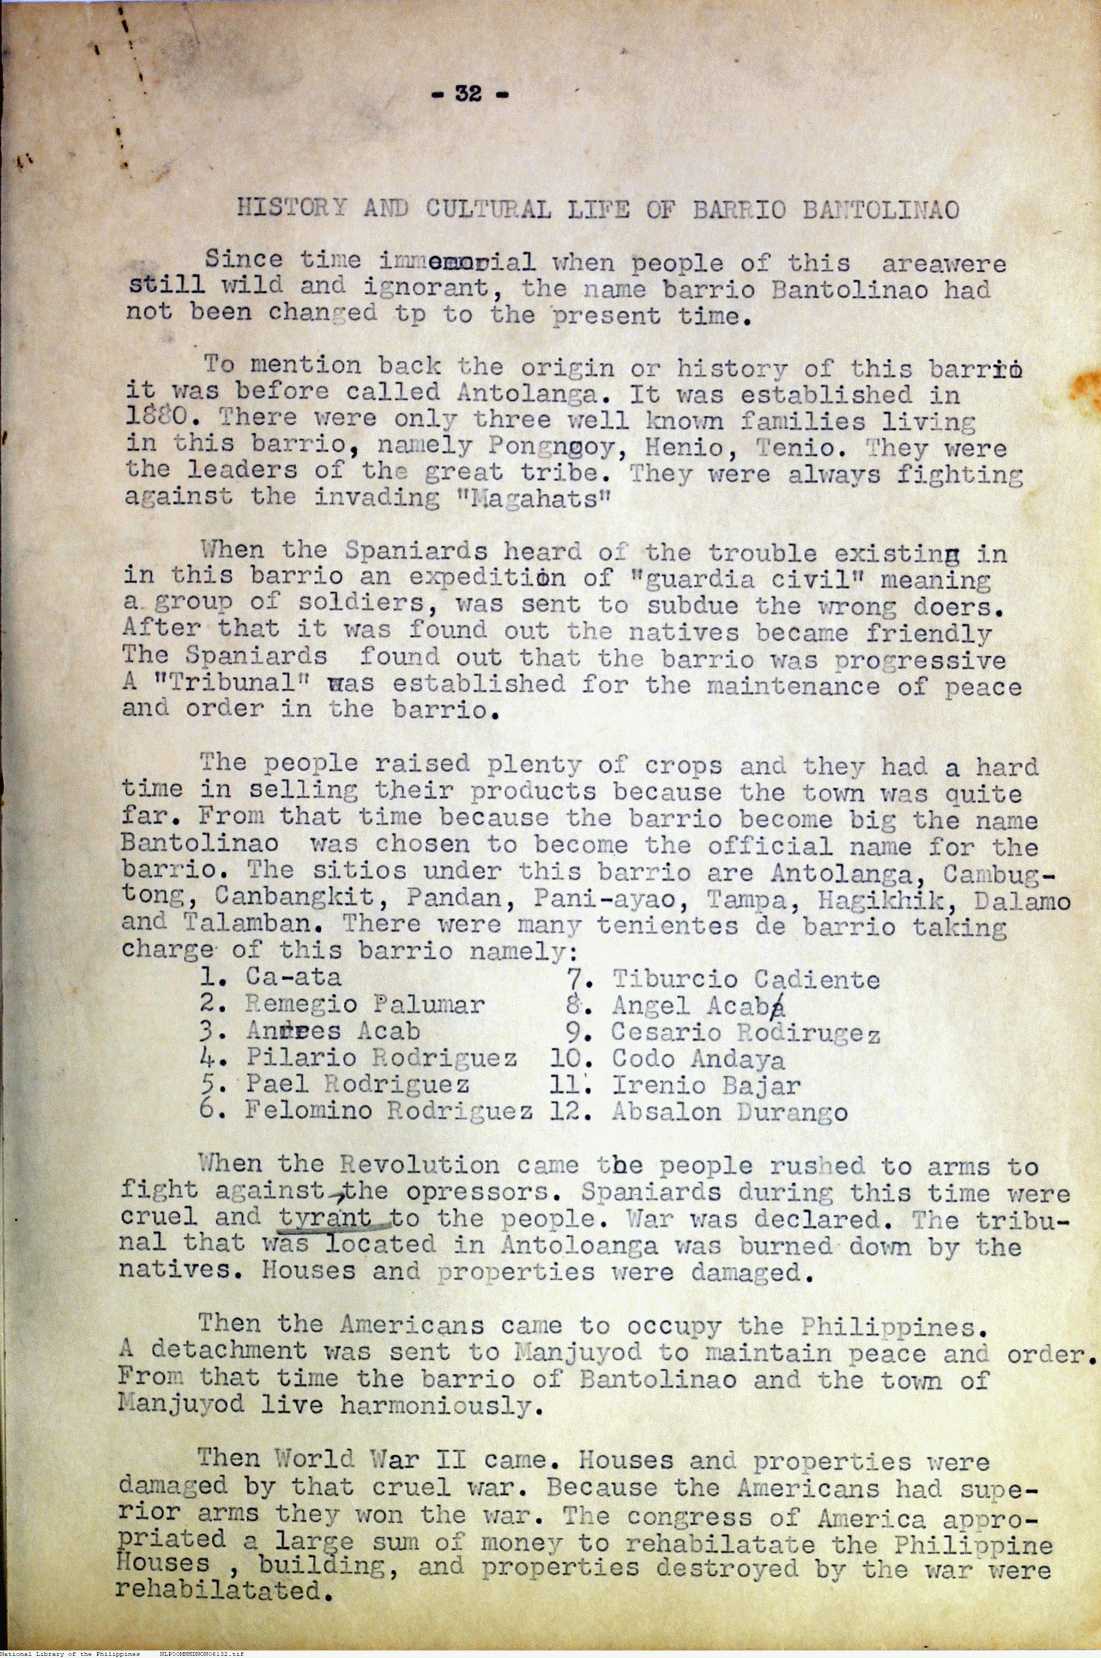 - 32 -
HISTORY AND CULTURAL LIFE OF BARRIO BANTOLINAO
Since time immemorial when people of this areawere
still wild and ignorant, the name barrio Bantolinao had
not been changed tp to the present time.
To mention back the origin or history of this barrio
it was before called Antolanga. It was established in
1880. There were only three well known families living
in this barrio, namely Pongngoy, Henio, Tenio. They were
the leaders of the great tribe. They were always fighting
against the invading "Magahats"
When the Spaniards heard of the trouble existing in
in this barrio an expedition of "guardia civil" meaning
a group of soldiers, was sent to subdue the wrong doers.
After that it was found out the natives became friendly
The Spaniards found out that the barrio was progressive
A "Tribunal" was established for the maintenance of peace
and order in the barrio.
The people raised plenty of crops and they had a hard
time in selling their products because the town was quite
far. From that time because the barrio become big the name
Bantolinao was chosen to become the official name for the
barrio. The sitios under this barrio are Antolanga, Cambug-
tong, Canbangkit, Pandan, Pani-ayao, Tampa, Hagikhik, Dalamo
and Talamban. There were many tenientes de barrio taking
charge of this barrio namely:
1. Ca-ata 7. Tiburcio Cadiente
2. Remegio Palumar 8. Angel Acab
3. Andres Acab 9. Cesario Rodirugez
4. Pilario Rodriguez 10. Codo Andaya
5. Pael Rodriguez 11. Irenio Bajar
6. Felomino Rodriguez 12. Absalon Durango
When the Revolution came the people rushed to arms to
fight against the opressors. Spaniards during this time were
cruel and tyrant to the people. War was declared. The tribu-
nal that was located in Antoloanga was burned down by the
natives. Houses and properties were damaged.
Then the Americans came to occupy the Philippines.
A detachment was sent to Manjuyod to maintain peace and order.
From that time the barrio of Bantolinao and the town of
Manjuyod live harmoniously.
Then World War II came. Houses and properties were
damaged by that cruel war. Because the Americans had supe-
rior arms they won the war. The congress of America appro-
priated a large sum of money to rehabilatate the Philippine
Houses , building, and properties destroyed by the war were
rehabilatated.
National Library of the Philippines